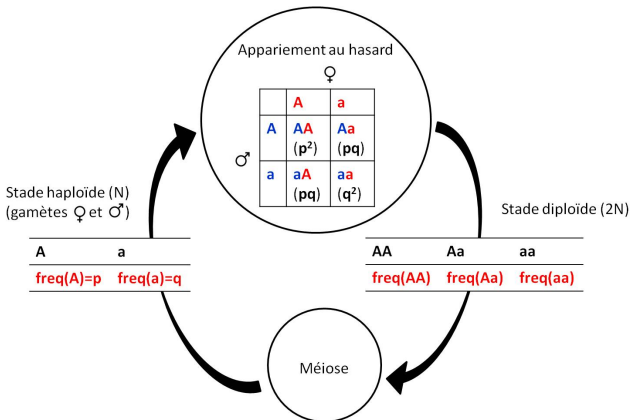 Appariement au hasard
♀
A a
A AA Aa
(p²) (pq)
♂
a aA aa
(pq) (q²)
Stade haploïde (N)
(gamètes ♀ et ♂)
A a
freq(A)=p freq(a)=q
Stade diploïde (2N)
AA Aa aa
freq(AA) freq(Aa) freq(aa)
Méiose